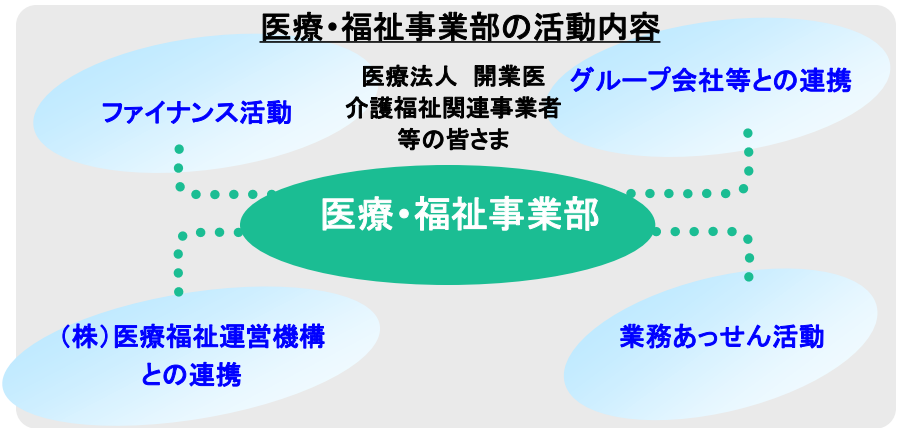 医療・福祉事業部の活動内容
医療法人　開業医
介護福祉関連事業者
等の皆さま
ファイナンス活動
グループ会社等との連携
医療・福祉事業部
（株）医療福祉運営機構
との連携
業務あっせん活動